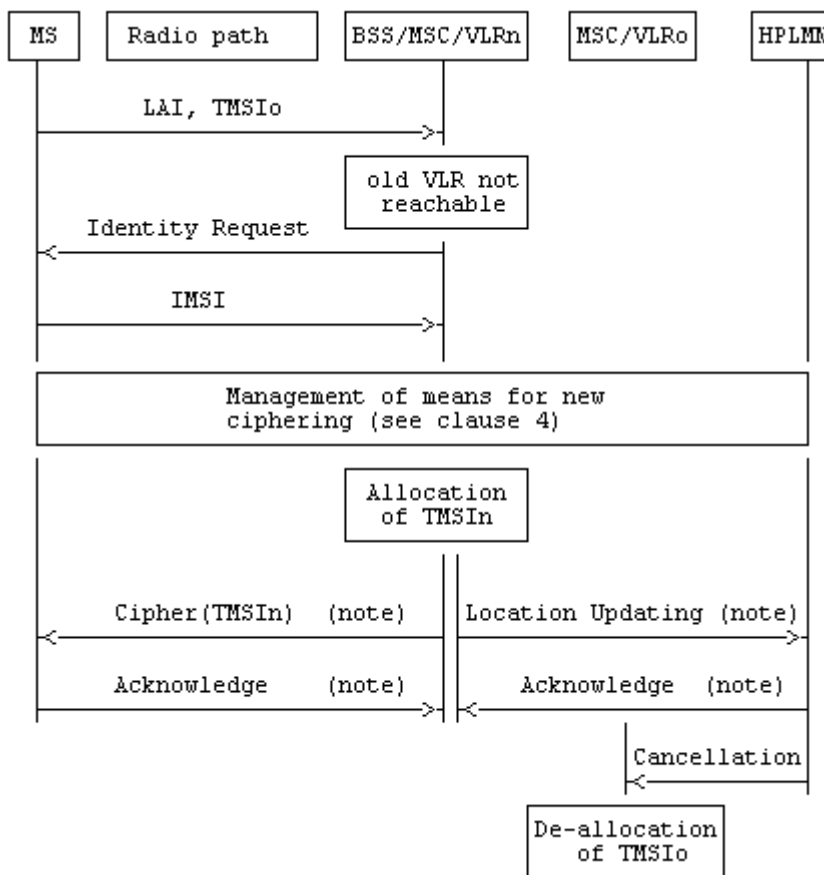 MS Radio path BSS/MSC/VLRn MSC/VLRo HPLMN
LAI, TMSIo
old VLR not
reachable
Identity Request
IMSI
Management of means for new
ciphering (see clause 4)
Allocation
of TMSIn
Cipher(TMSIn) (note) Location Updating (note)
Acknowledge (note) Acknowledge (note)
Cancellation
De-allocation
of TMSIo